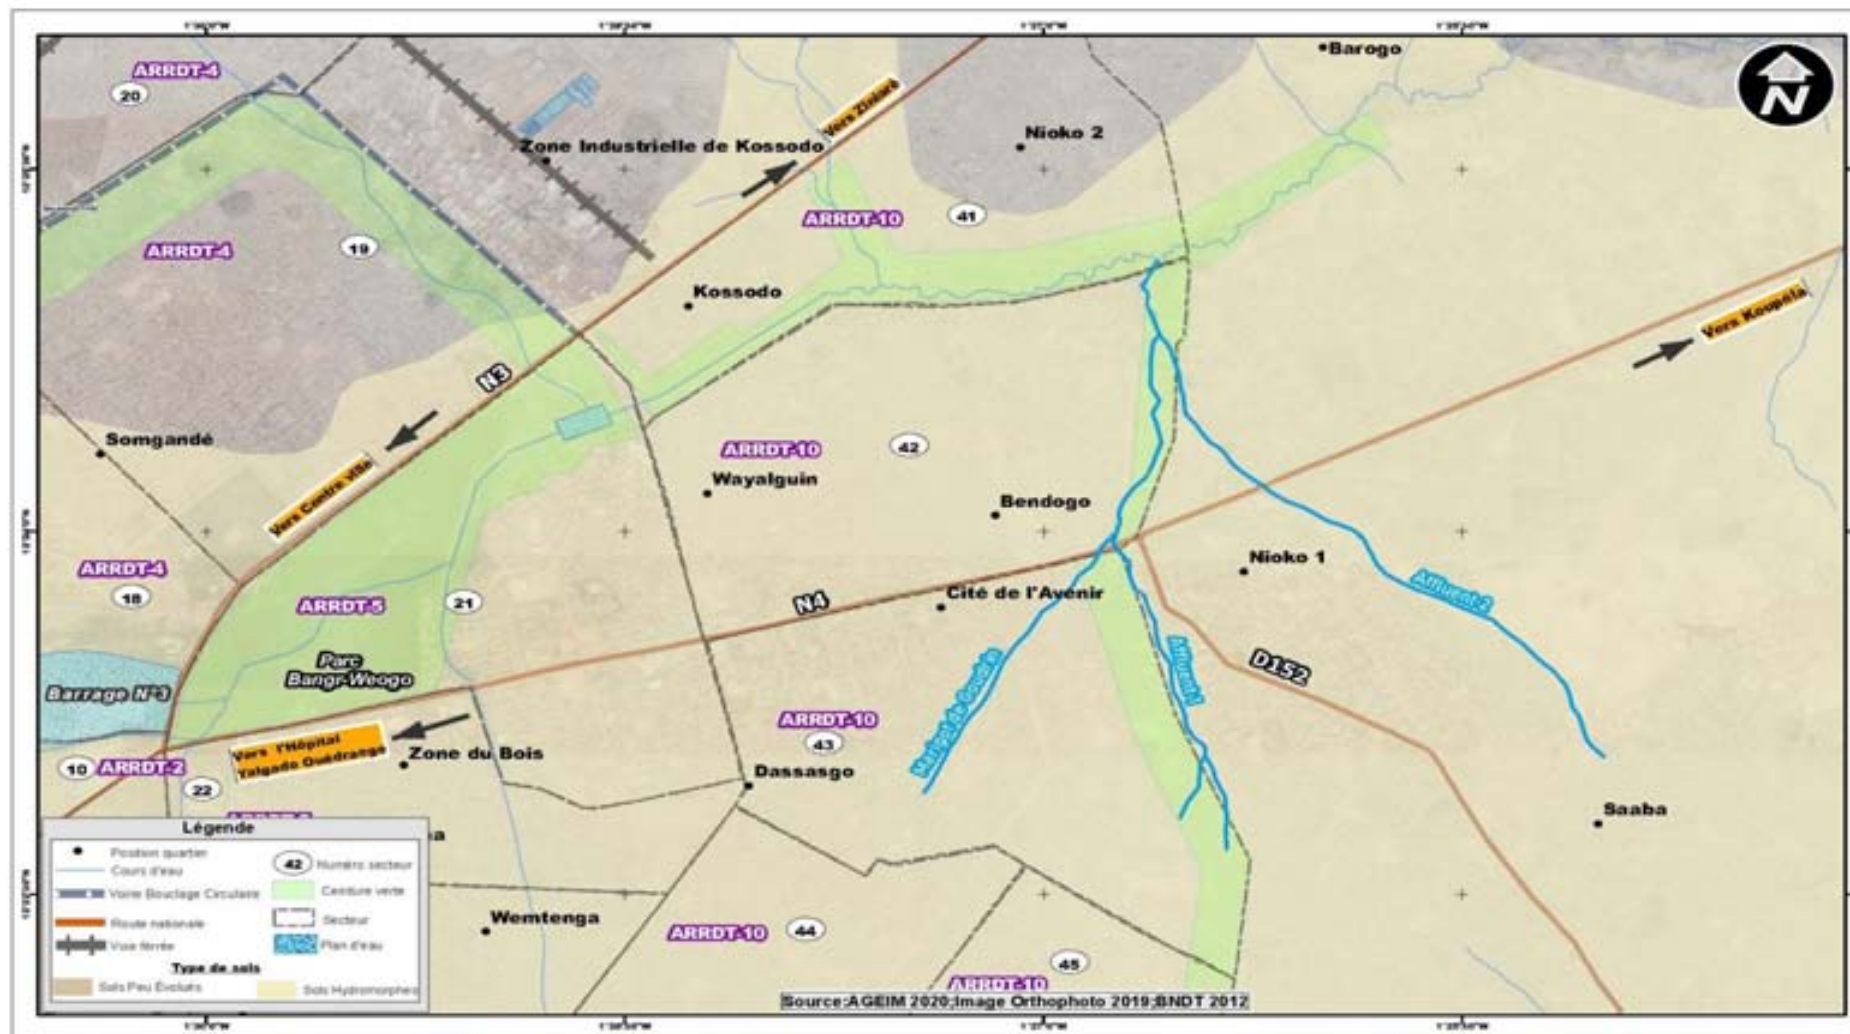 ARRDT-4
20
Barogo
N
Vers Ziniaré
Zone Industrielle de Kossodo
Nioko 2
ARRDT-4
19
ARRDT-10
41
Kossodo
Vers Koupéla
N3
Somgandé
Vers Centre ville
ARRDT-10
42
Wayalguin
Bendogo
ARRDT-4
18
ARRDT-5
21
N4
Cité de l'Avenir
Nioko 1
Affluent-2
Parc
Bangr-Weogo
Barrage N°3
Marigot de Goudrin
Affluent-1
D152
ARRDT-10
43
Vers l'Hôpital
Yalgado Ouédraogo
Zone du Bois
10
ARRDT-2
22
Dassasgo
Saaba
Légende
Position quartier
Cours d'eau
Voirie Bouclage Circulaire
Route nationale
Voie ferrée
42
Numéro secteur
Ceinture verte
Secteur
Plan d'eau
Type de sols
Sols Peu Évolués
Sols Hydromorphes
Wemtenga
ARRDT-10
44
45
ARRDT-10
Source:AGEIM 2020;Image Orthophoto 2019;BNDT 2012